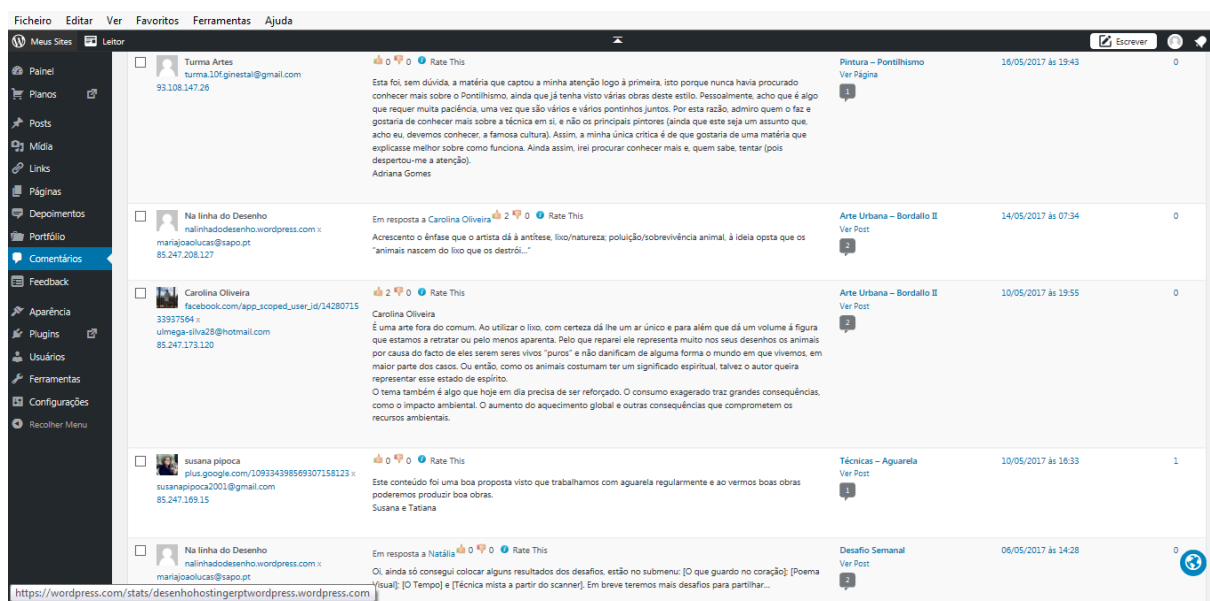 Ficheiro Editar Ver Favoritos Ferramentas Ajuda
Meus Sites Leitor Escrever
Painel
Planos
Posts
Mídia
Links
Páginas
Depoimentos
Portfólio
Comentários
Feedback
Aparência
Plugins
Usuários
Ferramentas
Configurações
Recolher Menu
Turma Artes
turma.10f.ginestal@gmail.com
93.108.147.26
0 0 Rate This
Esta foi, sem dúvida, a matéria que captou a minha atenção logo à primeira, isto porque nunca havia procurado
conhecer mais sobre o Pontilhismo, ainda que já tenha visto várias obras deste estilo. Pessoalmente, acho que é algo
que requer muita paciência, uma vez que são vários e vários pontinhos juntos. Por esta razão, admiro quem o faz e
gostaria de conhecer mais sobre a técnica em si, e não os principais pintores (ainda que este seja um assunto que,
acho eu, devemos conhecer, a famosa cultura). Assim, a minha única critica é de que gostaria de uma matéria que
explicasse melhor sobre como funciona. Ainda assim, irei procurar conhecer mais e, quem sabe, tentar (pois
despertou-me a atenção).
Adriana Gomes
Pintura – Pontilhismo
Ver Página
1
16/05/2017 às 19:43
0
Na linha do Desenho
nalinhadodesenho.wordpress.com x
mariajoaolucas@sapo.pt
85.247.208.127
Em resposta a Carolina Oliveira 2 0 Rate This
Acrescento o ênfase que o artista dá à antítese, lixo/natureza; poluição/sobrevivência animal, à ideia opsta que os
"animais nascem do lixo que os destrói..."
Arte Urbana – Bordallo II
Ver Post
2
14/05/2017 às 07:34
0
Carolina Oliveira
facebook.com/app_scoped_user_id/14280715
33937564 x
ulmega-silva28@hotmail.com
85.247.173.120
2 0 Rate This
Carolina Oliveira
É uma arte fora do comum. Ao utilizar o lixo, com certeza dá lhe um ar único e para além que dá um volume á figura
que estamos a retratar ou pelo menos aparenta. Pelo que reparei ele representa muito nos seus desenhos os animais
por causa do facto de eles serem seres vivos "puros" e não danificam de alguma forma o mundo em que vivemos, em
maior parte dos casos. Ou então, como os animais costumam ter um significado espiritual, talvez o autor queira
representar esse estado de espírito.
O tema também é algo que hoje em dia precisa de ser reforçado. O consumo exagerado traz grandes consequências,
como o impacto ambiental. O aumento do aquecimento global e outras consequências que comprometem os
recursos ambientais.
Arte Urbana – Bordallo II
Ver Post
2
10/05/2017 às 19:55
0
susana pipoca
plus.google.com/109334398569307158123 x
susanapipoca2001@gmail.com
85.247.169.15
0 0 Rate This
Este conteúdo foi uma boa proposta visto que trabalhamos com aguarela regularmente e ao vermos boas obras
poderemos produzir boa obras.
Susana e Tatiana
Técnicas – Aguarela
Ver Post
1
10/05/2017 às 16:33
1
Na linha do Desenho
nalinhadodesenho.wordpress.com x
mariajoaolucas@sapo.pt
Em resposta a Natália 0 0 Rate This
Oi, ainda só consegui colocar alguns resultados dos desafios, estão no submenu: [O que guardo no coração]; [Poema
Visual]; [O Tempo] e [Técnica mista a partir do scanner]. Em breve teremos mais desafios para partilhar...
Desafio Semanal
Ver Post
2
06/05/2017 às 14:28
0
https://wordpress.com/stats/desenhohostingerptwordpress.wordpress.com